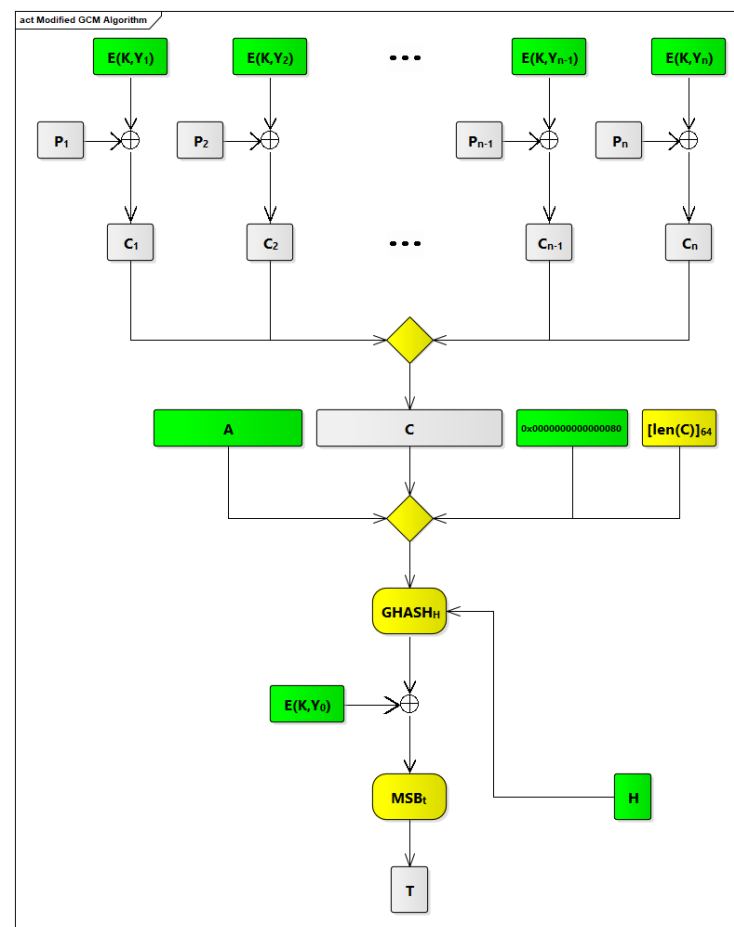 act Modified GCM Algorithm
E(K,Y₁) E(K,Y₂) ... E(K,Yₙ₋₁) E(K,Yₙ)
P₁ P₂ Pₙ₋₁ Pₙ
C₁ C₂ ... Cₙ₋₁ Cₙ
A C 0x0000000000000080 [len(C)]₆₄
GHASHH
E(K,Y₀)
MSBₜ H
T